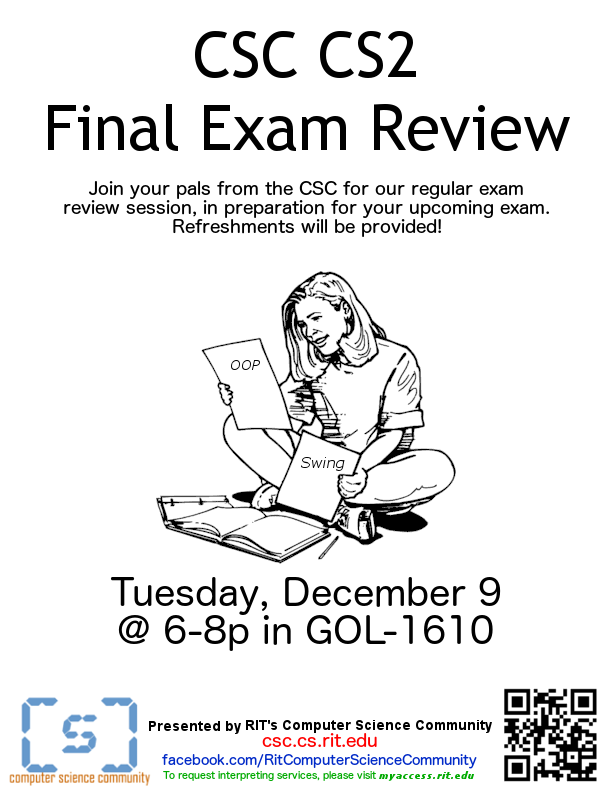 CSC CS2
Final Exam Review
Join your pals from the CSC for our regular exam
review session, in preparation for your upcoming exam.
Refreshments will be provided!
OOP
Swing
Tuesday, December 9
@ 6-8p in GOL-1610
[s]
computer science community
Presented by RIT's Computer Science Community
csc.cs.rit.edu
facebook.com/RitComputerScienceCommunity
To request interpreting services, please visit myaccess.rit.edu